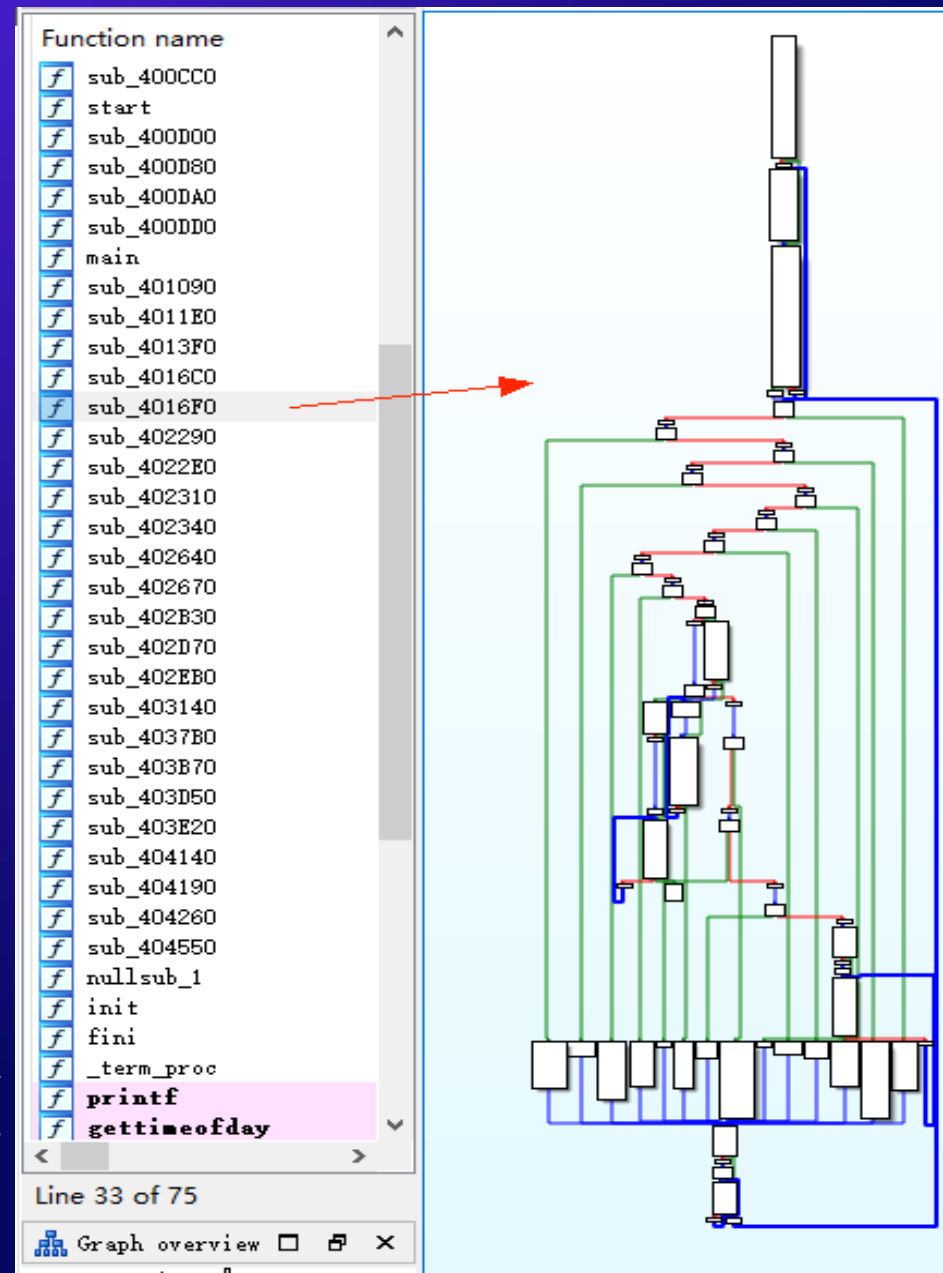 Function name
f sub_400CC0
f start
f sub_400D00
f sub_400D80
f sub_400DA0
f sub_400DD0
f main
f sub_401090
f sub_4011E0
f sub_4013F0
f sub_4016C0
f sub_4016F0
f sub_402290
f sub_4022E0
f sub_402310
f sub_402340
f sub_402640
f sub_402670
f sub_402B30
f sub_402D70
f sub_402EB0
f sub_403140
f sub_4037B0
f sub_403B70
f sub_403D50
f sub_403E20
f sub_404140
f sub_404190
f sub_404260
f sub_404550
f nullsub_1
f init
f fini
f _term_proc
f printf
f gettimeofday
Line 33 of 75
Graph overview